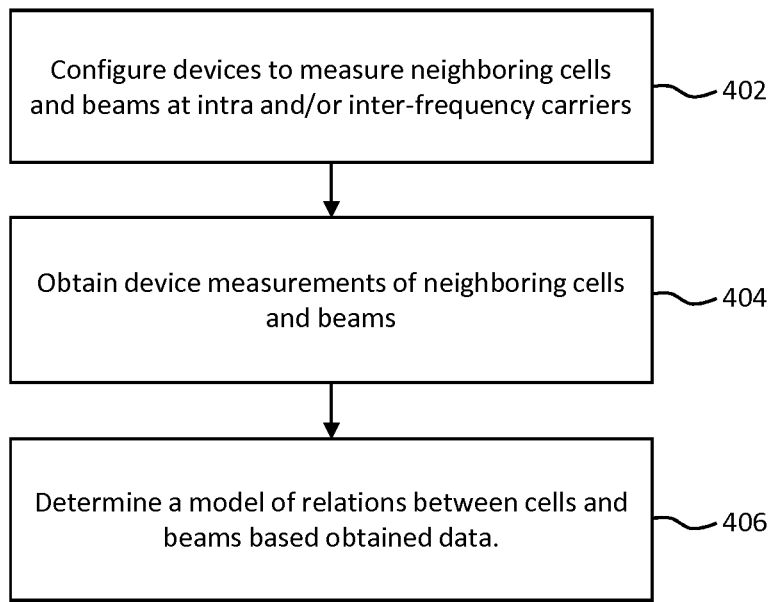 Configure devices to measure neighboring cells
and beams at intra and/or inter-frequency carriers
402
Obtain device measurements of neighboring cells
and beams
404
Determine a model of relations between cells and
beams based obtained data.
406